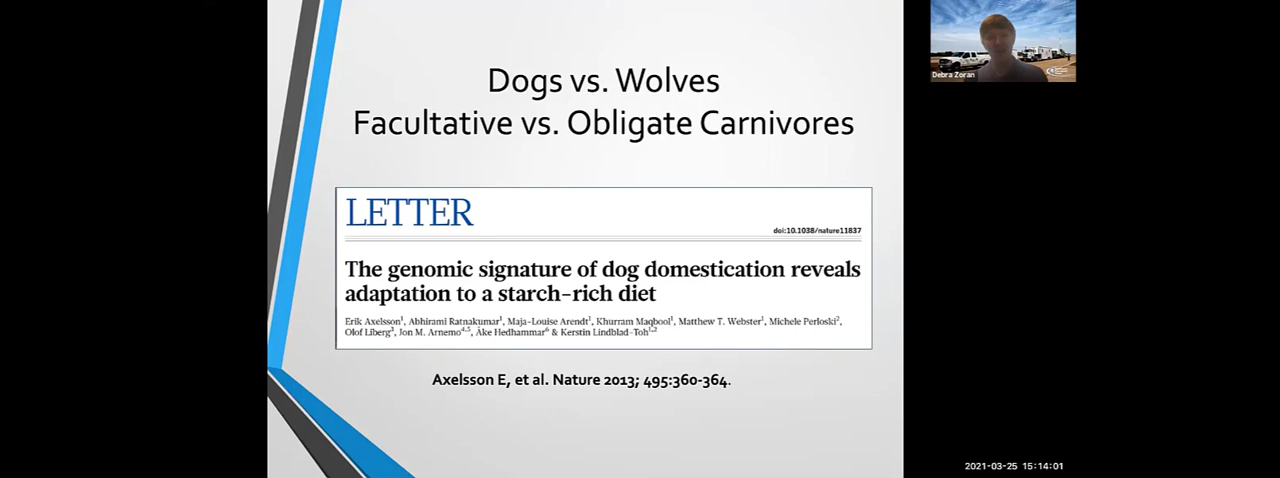 Dogs vs. Wolves
Facultative vs. Obligate Carnivores
LETTER
doi:10.1038/nature11837
The genomic signature of dog domestication reveals
adaptation to a starch-rich diet
Erik Axelsson¹, Abhirami Ratnakumar¹, Maja-Louise Arendt¹, Khurram Maqbool¹, Matthew T. Webster¹, Michele Perloski²,
Olof Liberg³, Jon M. Arnemo⁴,⁵, Åke Hedhammar⁶ & Kerstin Lindblad-Toh¹,²
Axelsson E, et al. Nature 2013; 495:360-364.
Debra Zoran
2021-03-25 15:14:01